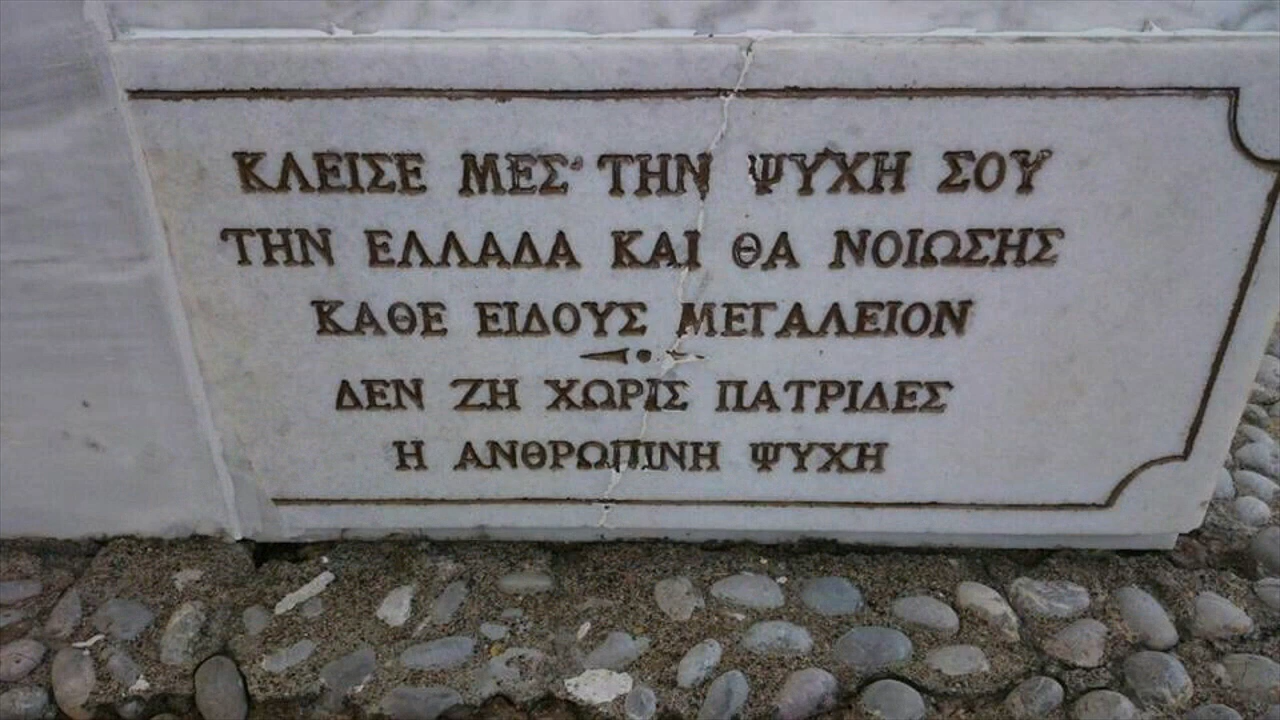 ΚΛΕΙΣΕ ΜΕΣ' ΤΗΝ ΨΥΧΗ ΣΟΥ
ΤΗΝ ΕΛΛΑΔΑ ΚΑΙ ΘΑ ΝΟΙΩΣΗΣ
ΚΑΘΕ ΕΙΔΟΥΣ ΜΕΓΑΛΕΙΟΝ
ΔΕΝ ΖΗ ΧΩΡΙΣ ΠΑΤΡΙΔΕΣ
Η ΑΝΘΡΩΠΙΝΗ ΨΥΧΗ